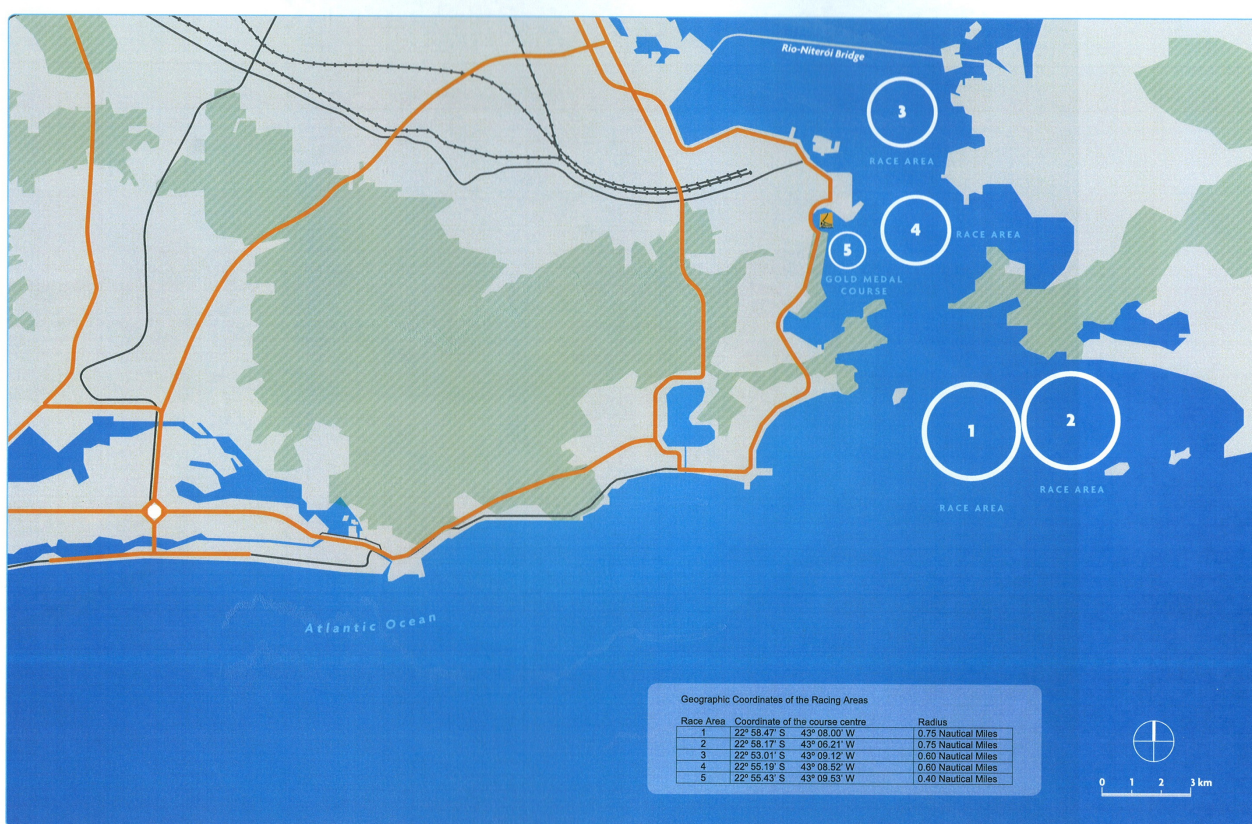 Rio-Niterói Bridge
3
RACE AREA
4
RACE AREA
5
GOLD MEDAL
COURSE
1
2
RACE AREA
RACE AREA
Atlantic Ocean
Geographic Coordinates of the Racing Areas
Race Area Coordinate of the course centre Radius
1 22º 58.47' S 43º 08.00' W 0.75 Nautical Miles
2 22º 58.17' S 43º 06.21' W 0.75 Nautical Miles
3 22º 53.01' S 43º 09.12' W 0.60 Nautical Miles
4 22º 55.19' S 43º 08.52' W 0.60 Nautical Miles
5 22º 55.43' S 43º 09.53' W 0.40 Nautical Miles
0 1 2 3 km